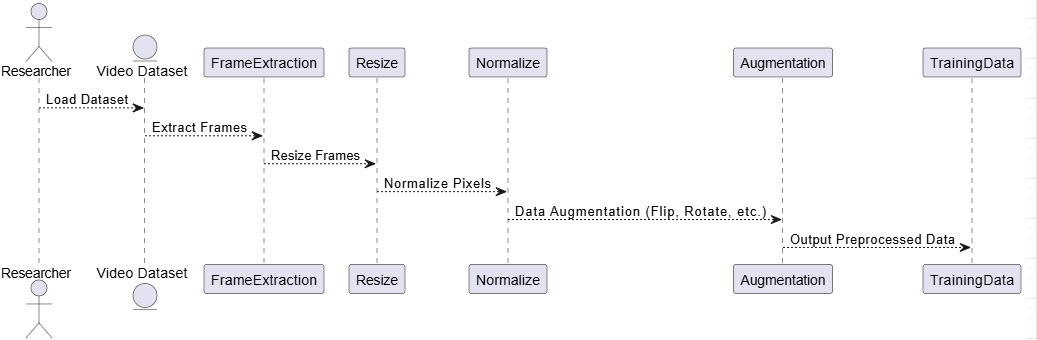 Researcher
Video Dataset
FrameExtraction
Resize
Normalize
Augmentation
TrainingData
Load Dataset
Extract Frames
Resize Frames
Normalize Pixels
Data Augmentation (Flip, Rotate, etc.)
Output Preprocessed Data
Researcher
Video Dataset
FrameExtraction
Resize
Normalize
Augmentation
TrainingData